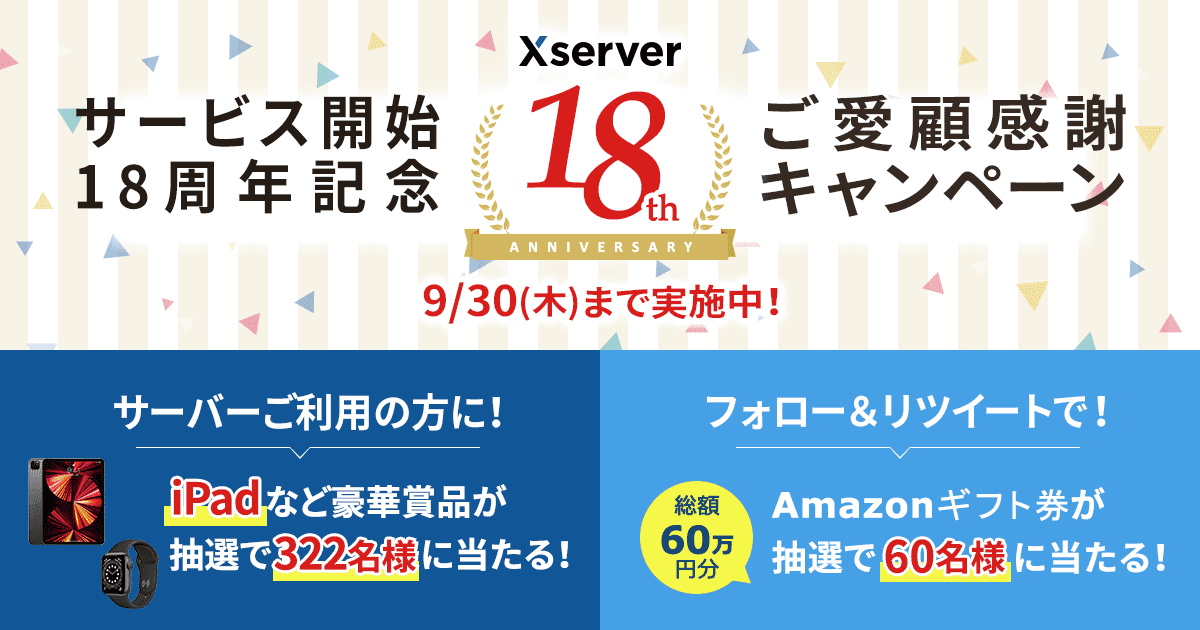 Xserver
サービス開始
18周年記念
18th
ANNIVERSARY
ご愛顧感謝
キャンペーン
9/30(木)まで実施中!
サーバーご利用の方に!
iPadなど豪華賞品が
抽選で322名様に当たる!
フォロー&リツイートで!
総額
60万
円分
Amazonギフト券が
抽選で60名様に当たる!